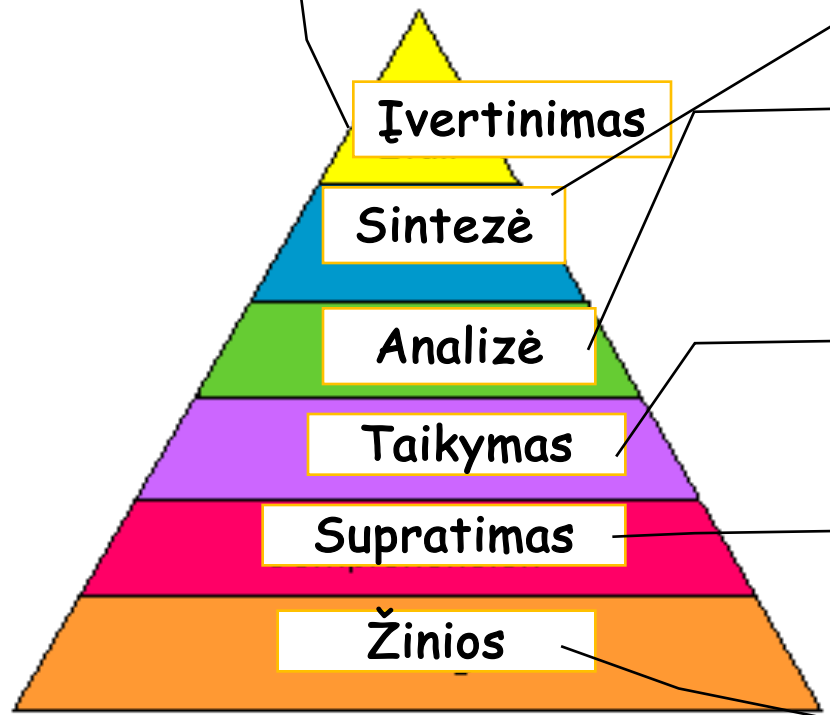 Įvertinimas
Sintezė
Analizė
Taikymas
Supratimas
Žinios